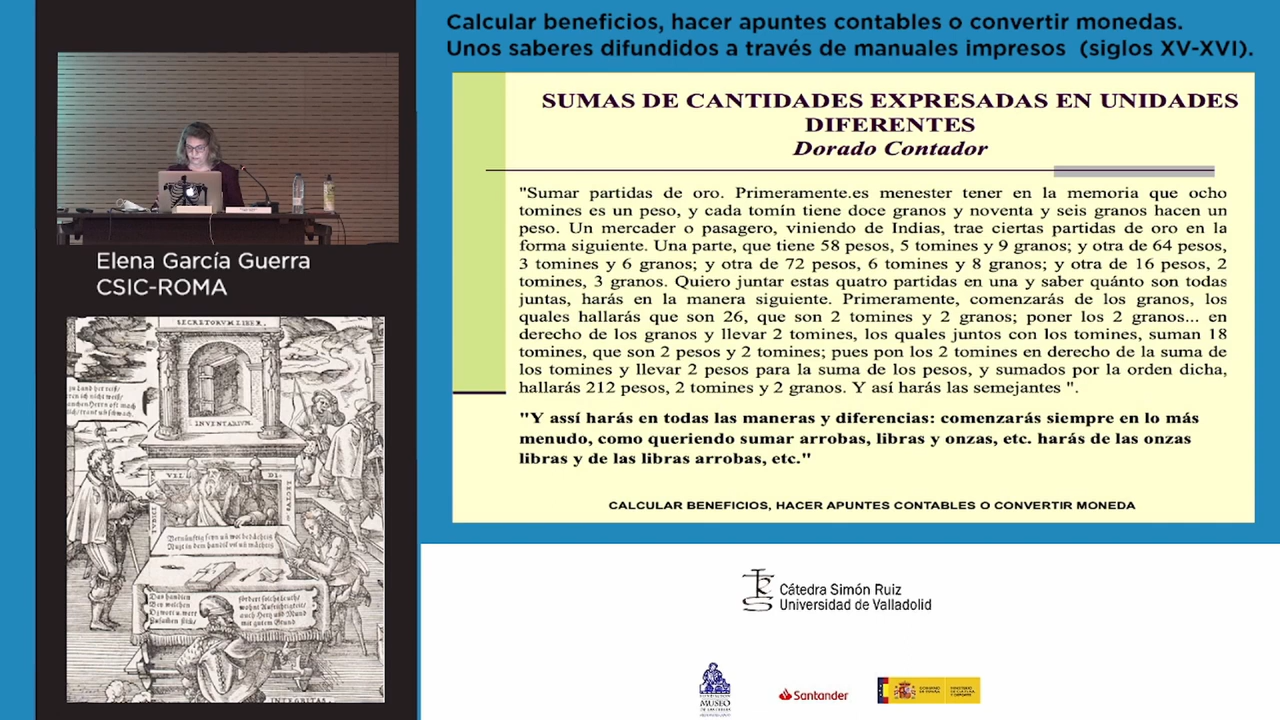 Calcular beneficios, hacer apuntes contables o convertir monedas.
Unos saberes difundidos a través de manuales impresos (siglos XV-XVI).
SUMAS DE CANTIDADES EXPRESADAS EN UNIDADES
DIFERENTES
Dorado Contador
"Sumar partidas de oro. Primeramente.es menester tener en la memoria que ocho
tomines es un peso, y cada tomín tiene doce granos y noventa y seis granos hacen un
peso. Un mercader o pasagero, viniendo de Indias, trae ciertas partidas de oro en la
forma siguiente. Una parte, que tiene 58 pesos, 5 tomines y 9 granos; y otra de 64 pesos,
3 tomines y 6 granos; y otra de 72 pesos, 6 tomines y 8 granos; y otra de 16 pesos, 2
tomines, 3 granos. Quiero juntar estas quatro partidas en una y saber quánto son todas
juntas, harás en la manera siguiente. Primeramente, comenzarás de los granos, los
quales hallarás que son 26, que son 2 tomines y 2 granos; poner los 2 granos... en
derecho de los granos y llevar 2 tomines, los quales juntos con los tomines, suman 18
tomines, que son 2 pesos y 2 tomines; pues pon los 2 tomines en derecho de la suma de
los tomines y llevar 2 pesos para la suma de los pesos, y sumados por la orden dicha,
hallarás 212 pesos, 2 tomines y 2 granos. Y así harás las semejantes ".
"Y assí harás en todas las maneras y diferencias: comenzarás siempre en lo más
menudo, como queriendo sumar arrobas, libras y onzas, etc. harás de las onzas
libras y de las libras arrobas, etc."
CALCULAR BENEFICIOS, HACER APUNTES CONTABLES O CONVERTIR MONEDA
Elena García Guerra
CSIC-ROMA
SECRETORVM LIBER.
INVENTARIVM.
INTEGRITAS
Cátedra Simón Ruiz
Universidad de Valladolid
MUSEO
Santander